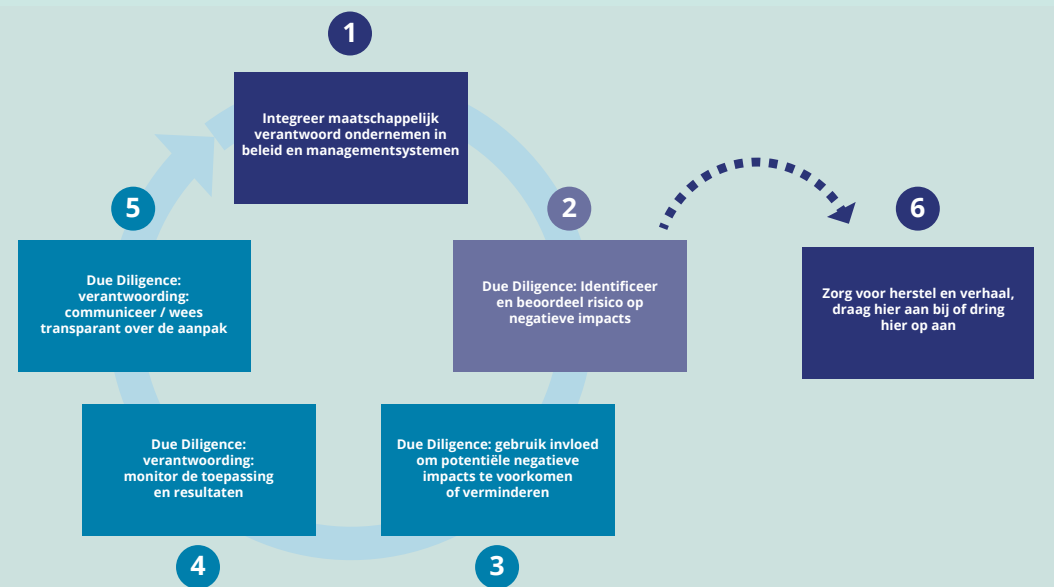 1
Integreer maatschappelijk
verantwoord ondernemen in
beleid en managementsystemen
2
Due Diligence: Identificeer
en beoordeel risico op
negatieve impacts
3
Due Diligence: gebruik invloed
om potentiële negatieve
impacts te voorkomen
of verminderen
4
Due Diligence:
verantwoording:
monitor de toepassing
en resultaten
5
Due Diligence:
verantwoording:
communiceer / wees
transparant over de aanpak
6
Zorg voor herstel en verhaal,
draag hier aan bij of dring
hier op aan